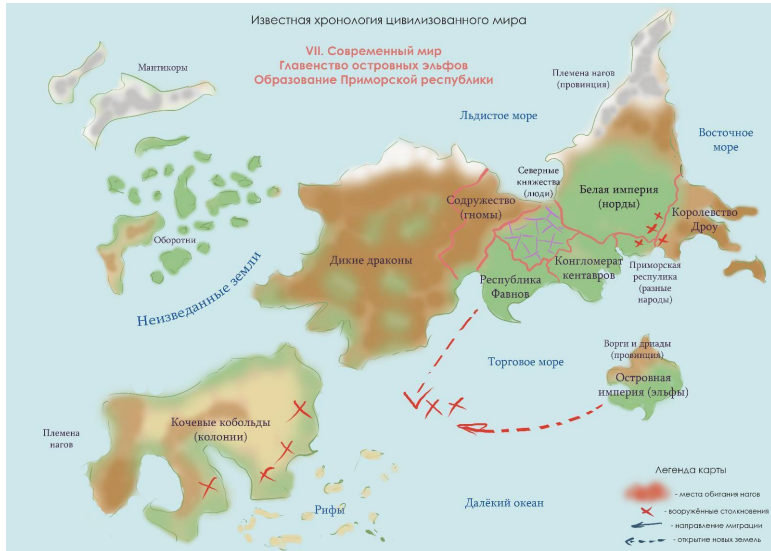 Известная хронология цивилизованного мира
VII. Современный мир
Главенство островных эльфов
Образование Приморской республики
Мантикоры
Племена нагов
(провинция)
Льдистое море
Восточное
море
Северные
княжества
(люди)
Белая империя
(норды)
Содружество
(гномы)
Королевство
Дроу
Оборотни
Дикие драконы
Конгломерат
кентавров
Приморская
респулика
(разные
народы)
Республика
Фавнов
Неизведанные земли
Торговое море
Ворги и дриады
(провинция)
Островная
империя (эльфы)
Кочевые кобольды
(колонии)
Племена
нагов
Рифы
Далёкий океан
Легенда карты
- места обитания нагов
- вооружённые столкновения
- направление миграции
- открытие новых земель